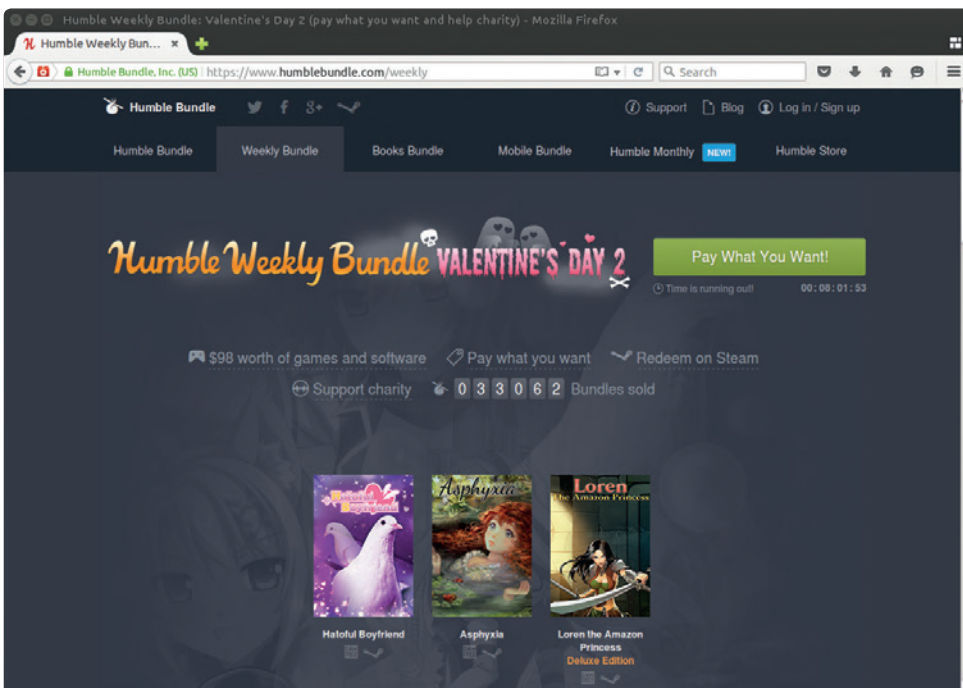 Humble Weekly Bundle: Valentine's Day 2 (pay what you want and help charity) - Mozilla Firefox
Humble Weekly Bun...
Humble Bundle, Inc. (US) https://www.humblebundle.com/weekly Search
Humble Bundle Support Blog Log in / Sign up
Humble Bundle Weekly Bundle Books Bundle Mobile Bundle Humble Monthly NEW! Humble Store
Humble Weekly Bundle VALENTINE'S DAY 2
Pay What You Want!
Time is running out! 00:08:01:53
$98 worth of games and software Pay what you want Redeem on Steam
Support charity 033062 Bundles sold
Hatoful Boyfriend
Asphyxia
Loren
The Amazon Princess
Hatoful Boyfriend Asphyxia Loren the Amazon
Princess
Deluxe Edition